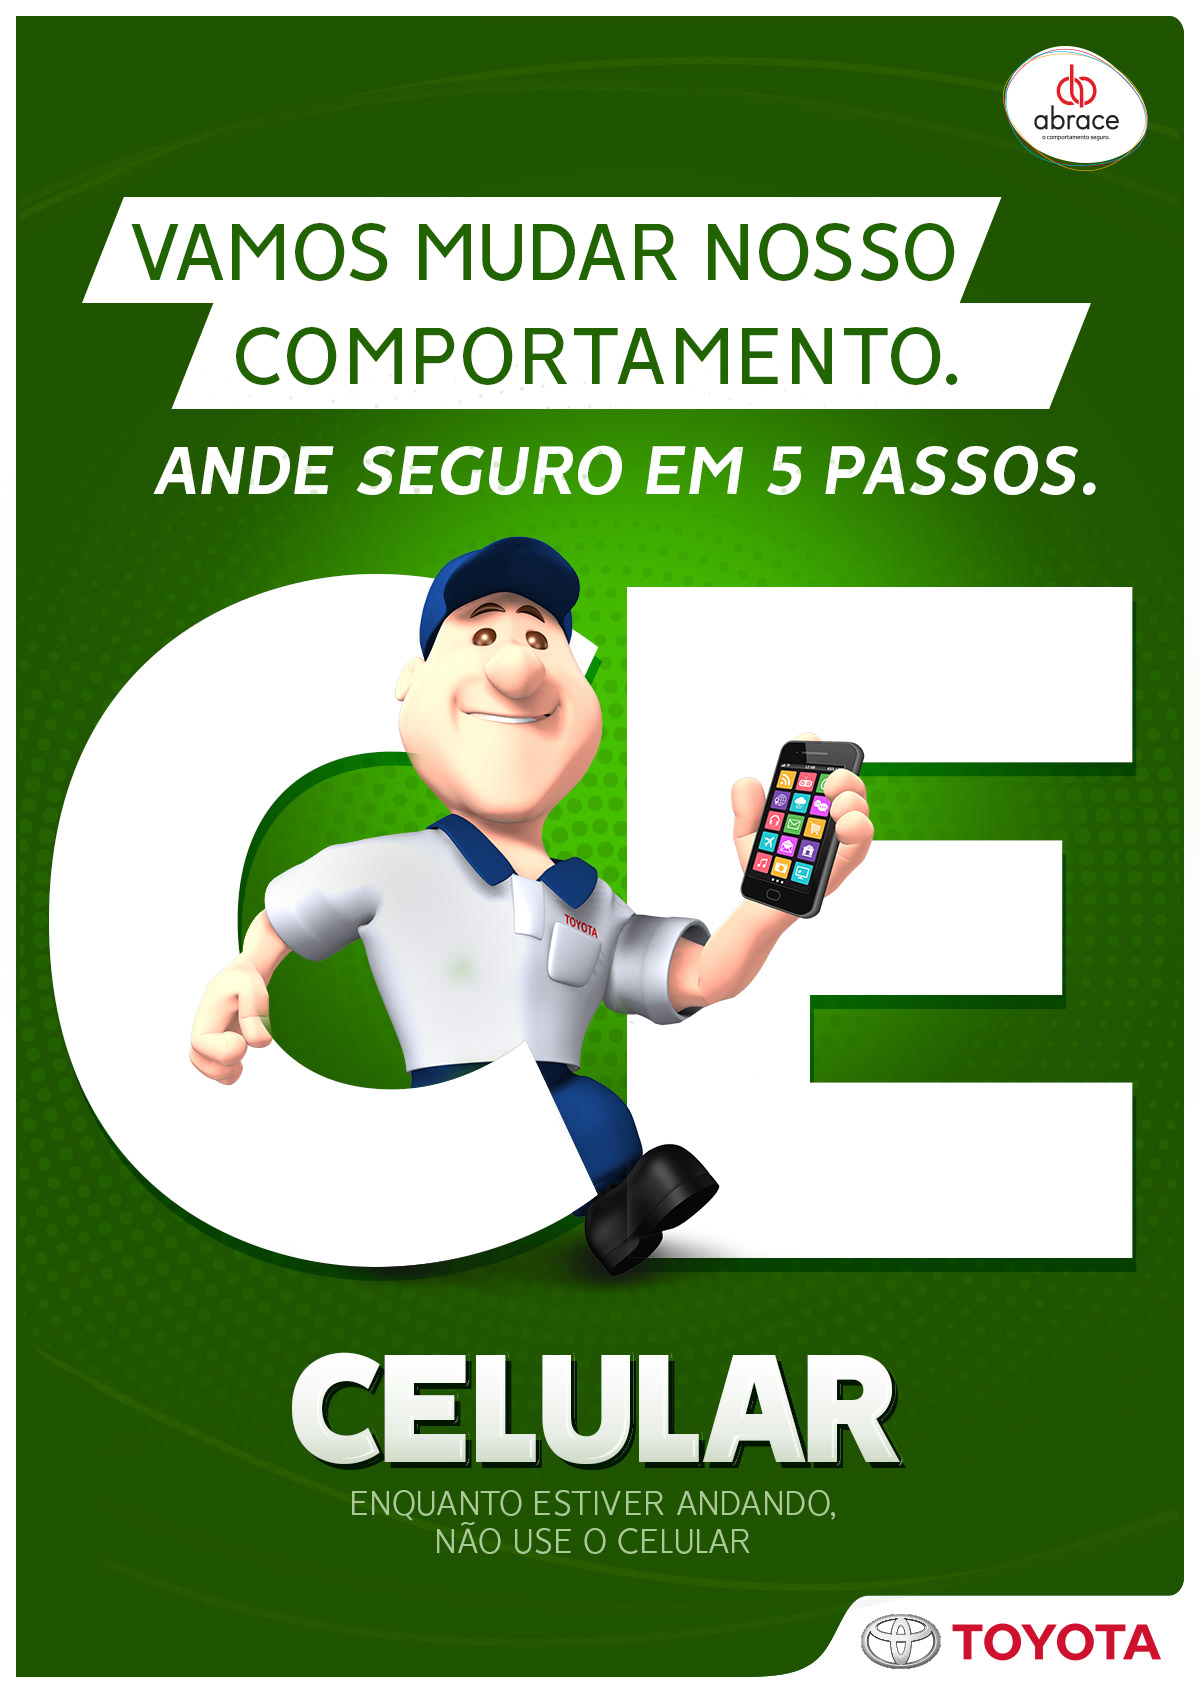 abrace
o comportamento seguro.
VAMOS MUDAR NOSSO
COMPORTAMENTO.
ANDE SEGURO EM 5 PASSOS.
CE
TOYOTA
CELULAR
ENQUANTO ESTIVER ANDANDO,
NÃO USE O CELULAR
TOYOTA